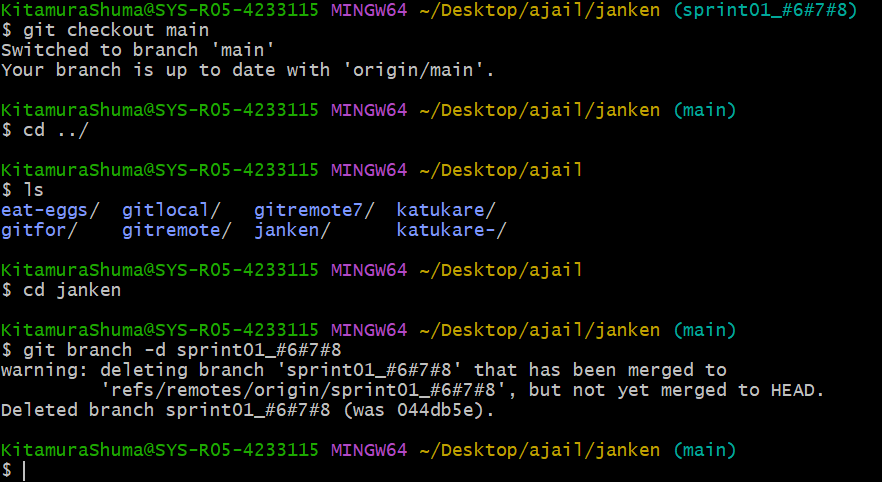 KitamuraShuma@SYS-R05-4233115 MINGW64 ~/Desktop/ajail/janken (sprint01_#6#7#8)
$ git checkout main
Switched to branch 'main'
Your branch is up to date with 'origin/main'.
KitamuraShuma@SYS-R05-4233115 MINGW64 ~/Desktop/ajail/janken (main)
$ cd ../
KitamuraShuma@SYS-R05-4233115 MINGW64 ~/Desktop/ajail
$ ls
eat-eggs/ gitlocal/ gitremote7/ katukare/
gitfor/ gitremote/ janken/ katukare-/
KitamuraShuma@SYS-R05-4233115 MINGW64 ~/Desktop/ajail
$ cd janken
KitamuraShuma@SYS-R05-4233115 MINGW64 ~/Desktop/ajail/janken (main)
$ git branch -d sprint01_#6#7#8
warning: deleting branch 'sprint01_#6#7#8' that has been merged to
'refs/remotes/origin/sprint01_#6#7#8', but not yet merged to HEAD.
Deleted branch sprint01_#6#7#8 (was 044db5e).
KitamuraShuma@SYS-R05-4233115 MINGW64 ~/Desktop/ajail/janken (main)
$